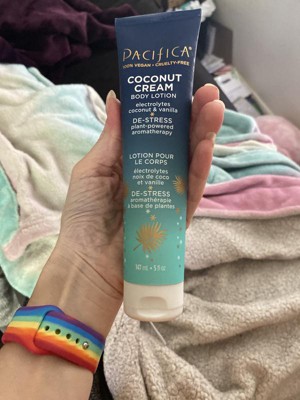 PACIFICA
100% VEGAN • CRUELTY-FREE
COCONUT
CREAM
BODY LOTION
electrolytes
coconut & vanilla
DE-STRESS
plant-powered
aromatherapy
LOTION POUR
LE CORPS
électrolytes
noix de coco
et vanille
DE-STRESS
aromathérapie
à base de plantes